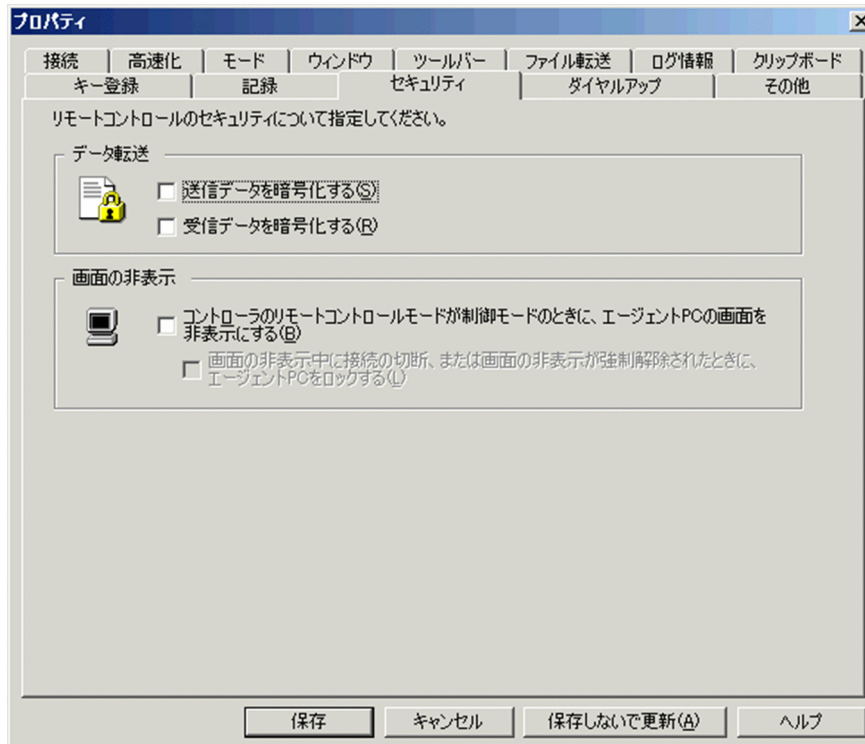 プロパティ
接続 高速化 モード ウィンドウ ツールバー ファイル転送 ログ情報 クリップボード
キー登録 記録 セキュリティ ダイヤルアップ その他
リモートコントロールのセキュリティについて指定してください。
データ転送
送信データを暗号化する(S)
受信データを暗号化する(R)
画面の非表示
コントローラのリモートコントロールモードが制御モードのときに、エージェントPCの画面を
非表示にする(B)
画面の非表示中に接続の切断、または画面の非表示が強制解除されたときに、
エージェントPCをロックする(L)
保存 キャンセル 保存しないで更新(A) ヘルプ